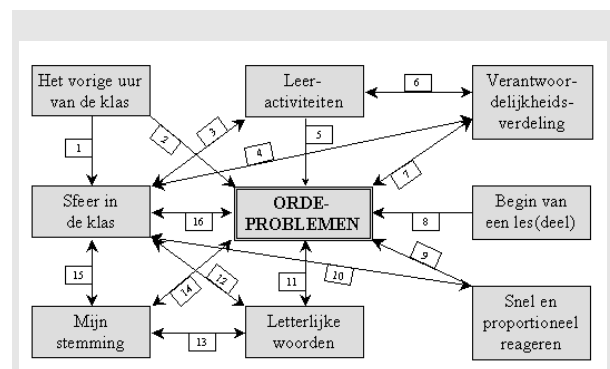 Het vorige uur
van de klas
Leer-
activiteiten
Verantwoor-
delijkheids-
verdeling
6
1
2
3
4
5
7
Sfeer in
de klas
16
ORDE-
PROBLEMEN
8
Begin van
een les(deel)
15
14
12
11
10
9
Mijn
stemming
13
Letterlijke
woorden
Snel en
proportioneel
reageren